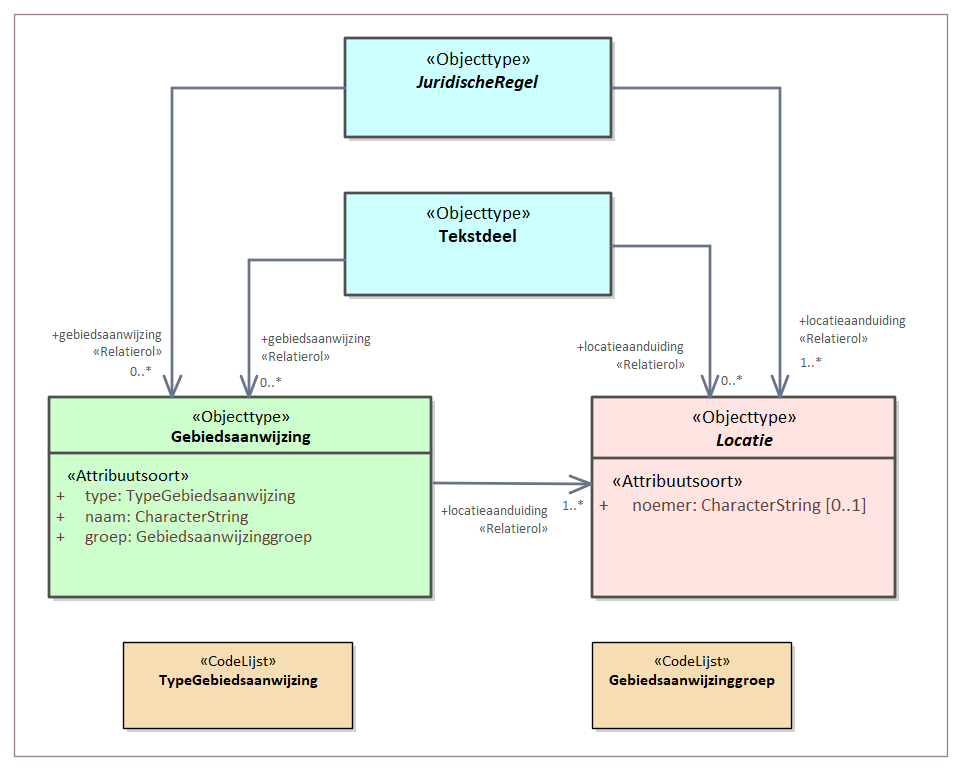 «Objecttype»
JuridischeRegel
«Objecttype»
Tekstdeel
+gebiedsaanwijzing
«Relatierol»
0..*
+gebiedsaanwijzing
«Relatierol»
0..*
+locatieaanduiding
«Relatierol»
0..*
+locatieaanduiding
«Relatierol»
1..*
«Objecttype»
Gebiedsaanwijzing
«Attribuutsoort»
+ type: TypeGebiedsaanwijzing
+ naam: CharacterString
+ groep: Gebiedsaanwijzinggroep
+locatieaanduiding
«Relatierol»
1..*
«Objecttype»
Locatie
«Attribuutsoort»
+ noemer: CharacterString [0..1]
«CodeLijst»
TypeGebiedsaanwijzing
«CodeLijst»
Gebiedsaanwijzinggroep